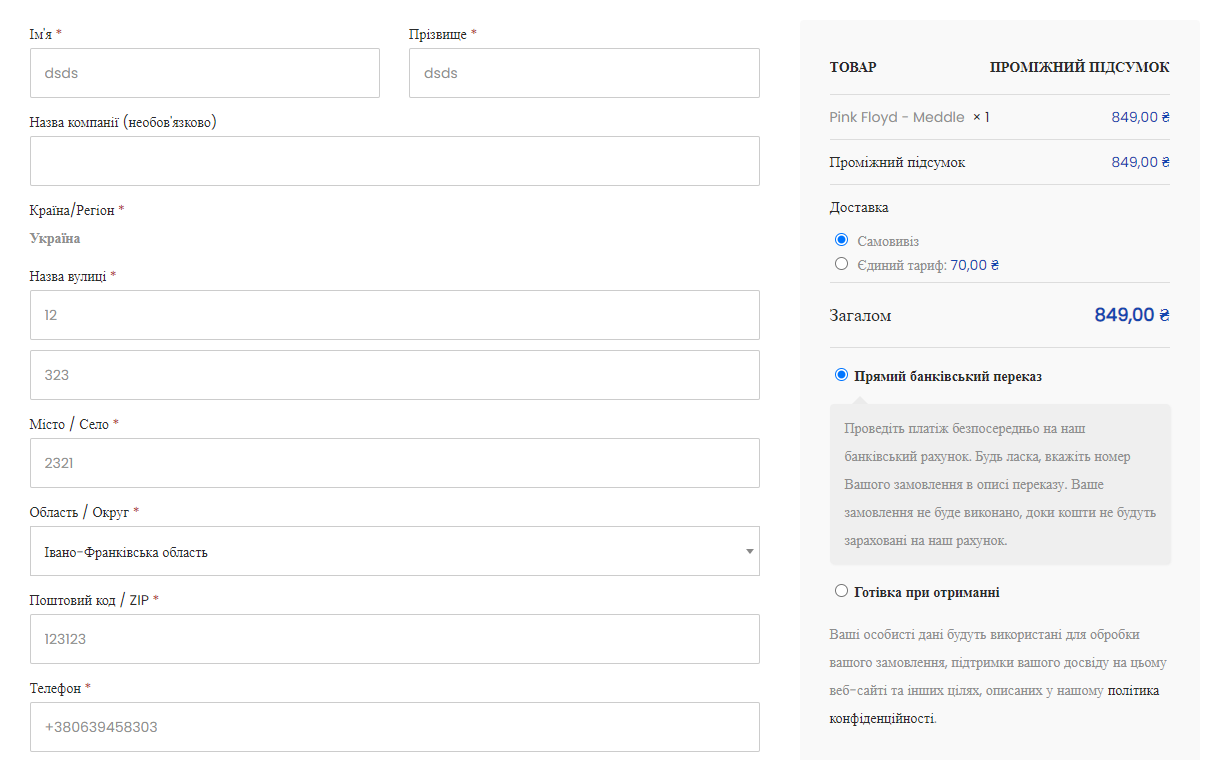 Ім'я *
Прізвище *
dsds
dsds
Назва компанії (необов'язково)
Країна/Регіон *
Україна
Назва вулиці *
12
323
Місто / Село *
2321
Область / Округ *
Івано-Франківська область
Поштовий код / ZIP *
123123
Телефон *
+380639458303
ТОВАР ПРОМІЖНИЙ ПІДСУМОК
Pink Floyd - Meddle × 1 849,00 ₴
Проміжний підсумок 849,00 ₴
Доставка
Самовивіз
Єдиний тариф: 70,00 ₴
Загалом 849,00 ₴
Прямий банківський переказ
Проведіть платіж безпосередньо на наш
банківський рахунок. Будь ласка, вкажіть номер
Вашого замовлення в описі переказу. Ваше
замовлення не буде виконано, доки кошти не будуть
зараховані на наш рахунок.
Готівка при отриманні
Ваші особисті дані будуть використані для обробки
вашого замовлення, підтримки вашого досвіду на цьому
веб-сайті та інших цілях, описаних у нашому політика
конфіденційності.